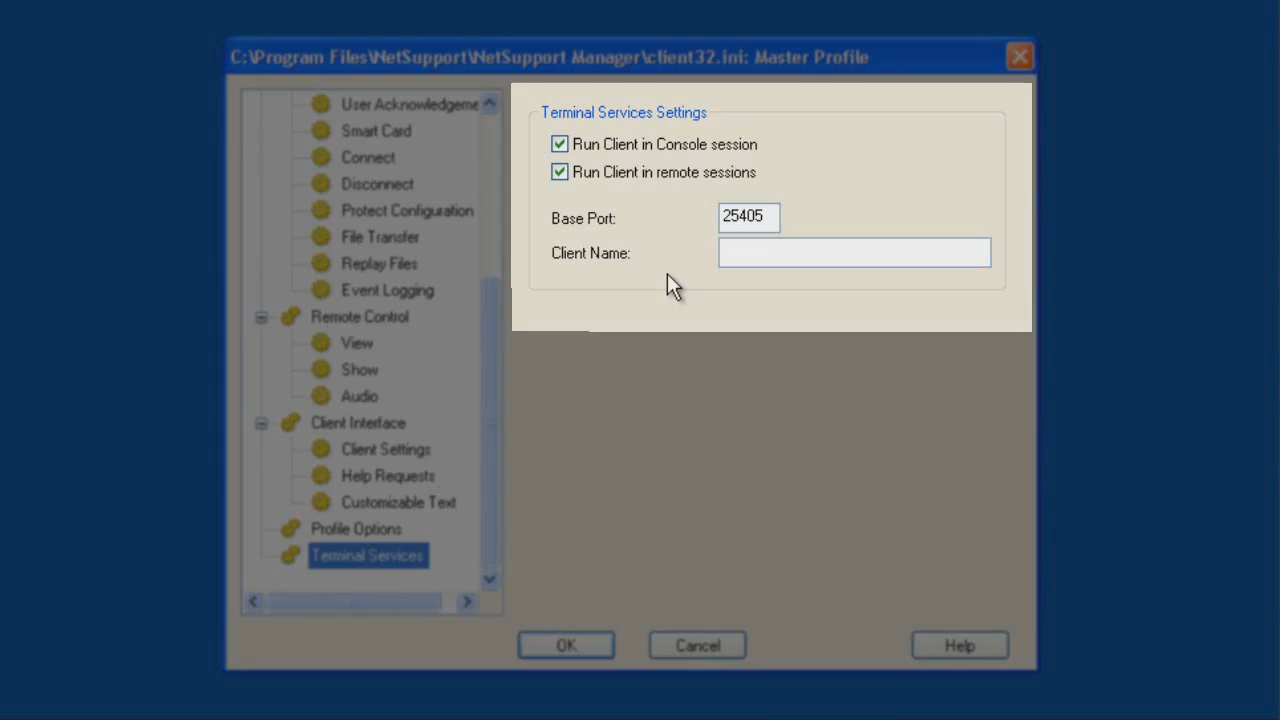 C:\Program Files\NetSupport\NetSupport Manager\client32.ini: Master Profile
User Acknowledgeme
Smart Card
Connect
Disconnect
Protect Configuration
File Transfer
Replay Files
Event Logging
Remote Control
View
Show
Audio
Client Interface
Client Settings
Help Requests
Customizable Text
Profile Options
Terminal Services
Terminal Services Settings
Run Client in Console session
Run Client in remote sessions
Base Port: 25405
Client Name:
OK Cancel Help